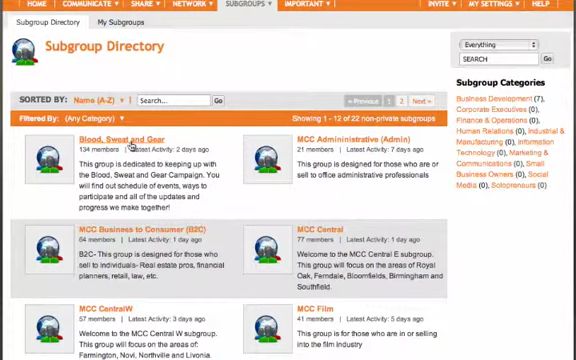 HOME COMMUNICATE SHARE NETWORK SUBGROUPS IMPORTANT INVITE MY SETTINGS HELP
Subgroup Directory My Subgroups
Subgroup Directory
Everything
SEARCH Go
SORTED BY: Name (A-Z) Search... Go « Previous 1 2 Next »
Filtered By: (Any Category) Showing 1 - 12 of 22 non-private subgroups
Blood, Sweat and Gear
134 members | Latest Activity: 2 days ago
This group is dedicated to keeping up with
the Blood, Sweat and Gear Campaign. You
will find out schedule of events, ways to
participate and all of the updates and
progress we make together!
MCC Admininistrative (Admin)
21 members | Latest Activity: 7 days ago
This group is designed for those who are or
sell to office administrative professionals
MCC Business to Consumer (B2C)
64 members | Latest Activity: 1 day ago
B2C- This group is designed for those who
sell to individuals- Real estate pros, financial
planners, retail, law, etc.
MCC Central
77 members | Latest Activity: 1 day ago
Welcome to the MCC Central E subgroup.
This group will focus on the areas of Royal
Oak, Ferndale, Bloomfields, Birmingham and
Southfield.
MCC CentralW
57 members | Latest Activity: 3 days ago
Welcome to the MCC Central W subgroup.
This group will focus on the areas of:
Farmington, Novi, Northville and Livonia.
MCC Film
41 members | Latest Activity: 5 days ago
This group is for those who are in or selling
into the film industry
Subgroup Categories
Business Development (7),
Corporate Executives (0),
Finance & Operations (0),
Human Relations (0), Industrial &
Manufacturing (0), Information
Technology (0), Marketing &
Communications (0), Small
Business Owners (0), Social
Media (0), Solopreneurs (0)